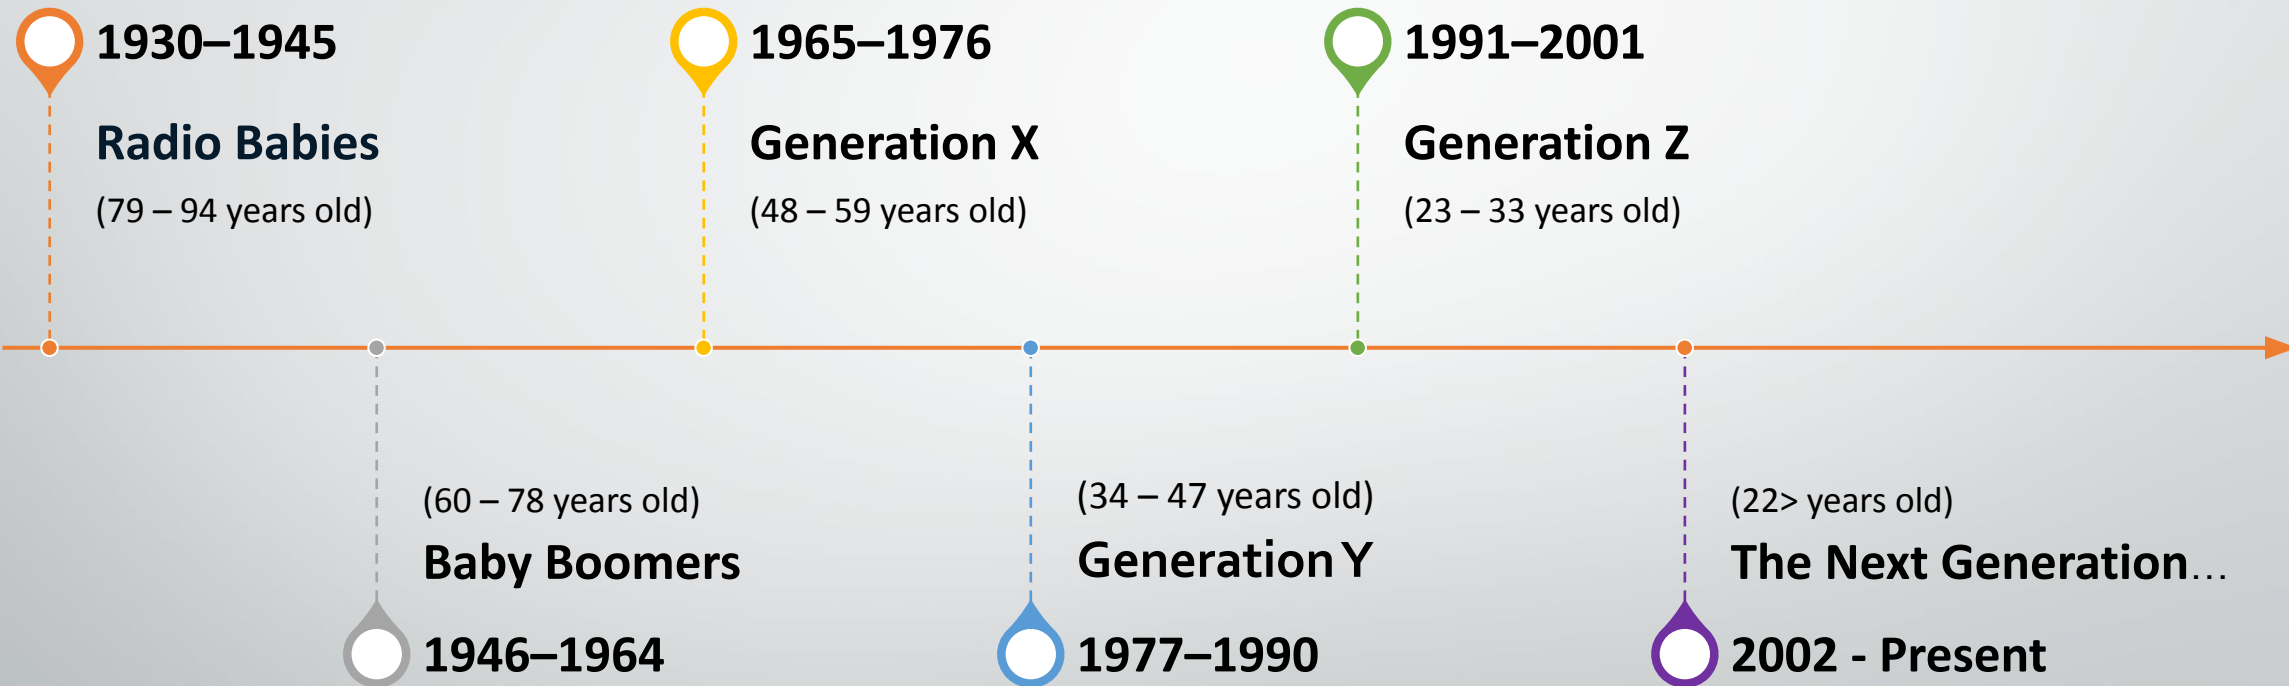 1930–1945
Radio Babies
(79 – 94 years old)
(60 – 78 years old)
Baby Boomers
1946–1964
1965–1976
Generation X
(48 – 59 years old)
(34 – 47 years old)
Generation Y
1977–1990
1991–2001
Generation Z
(23 – 33 years old)
(22> years old)
The Next Generation...
2002 - Present